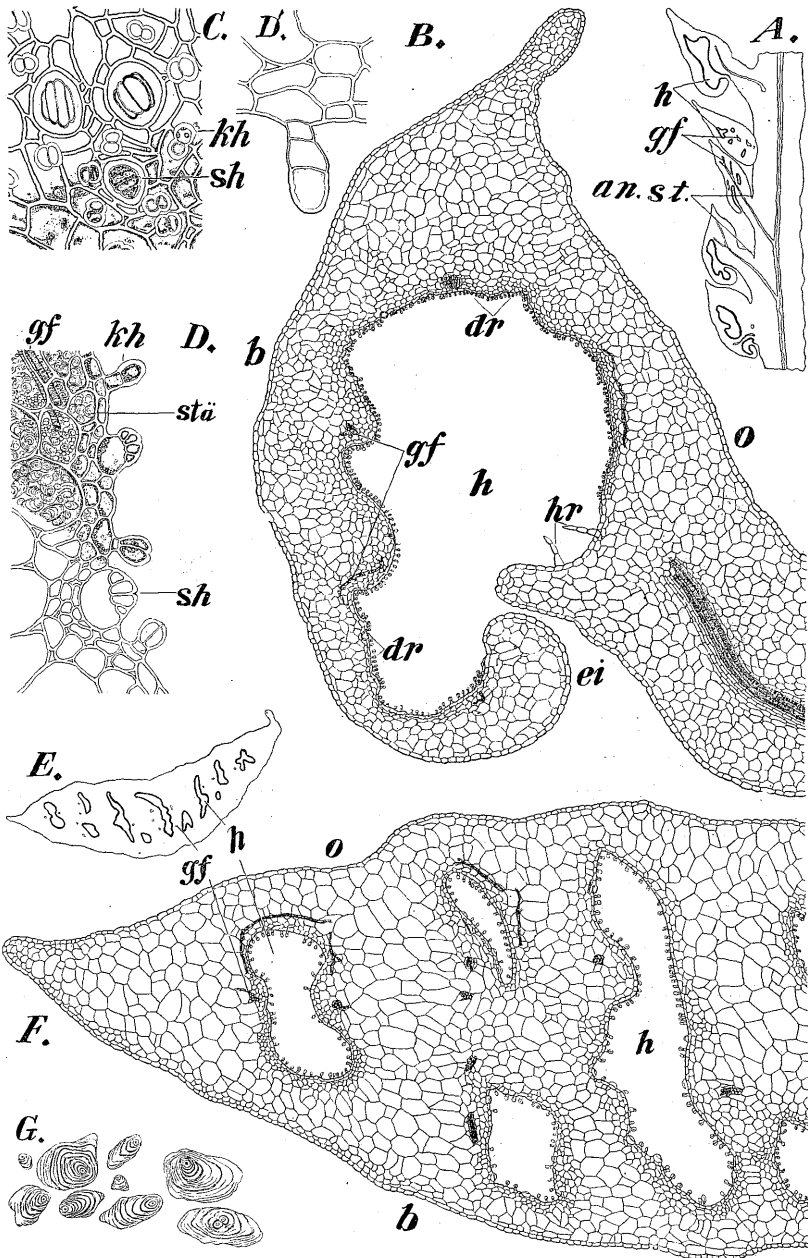 C.
D.
B.
A.
kh
sh
h
gf
an. st.
gf
kh
D.
stä
sh
b
dr
gf
h
hr
o
dr
ei
E.
h
gf
o
F.
h
G.
b